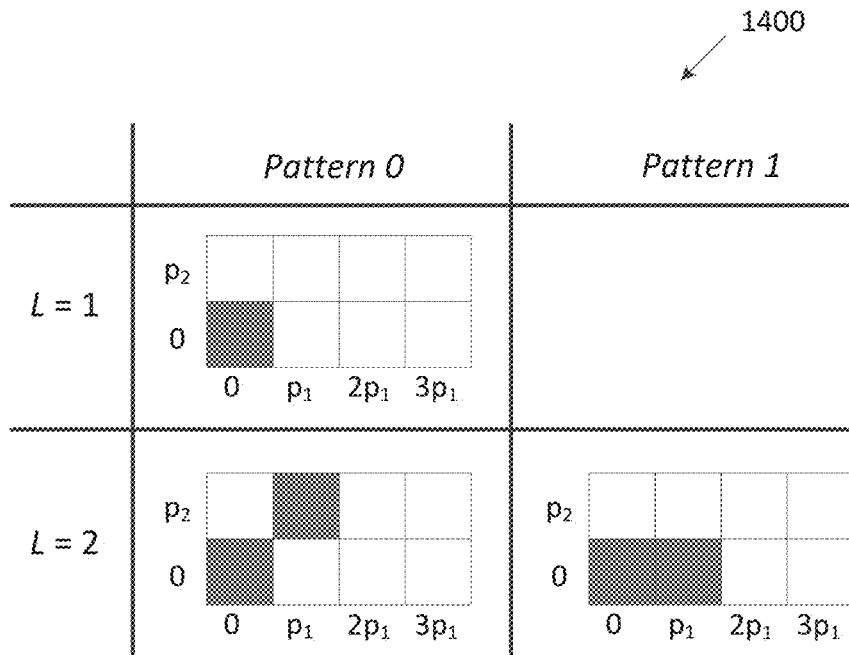 1400
Pattern 0 Pattern 1
p₂
L = 1
0
0 p₁ 2p₁ 3p₁
p₂ p₂
L = 2
0 0
0 p₁ 2p₁ 3p₁ 0 p₁ 2p₁ 3p₁